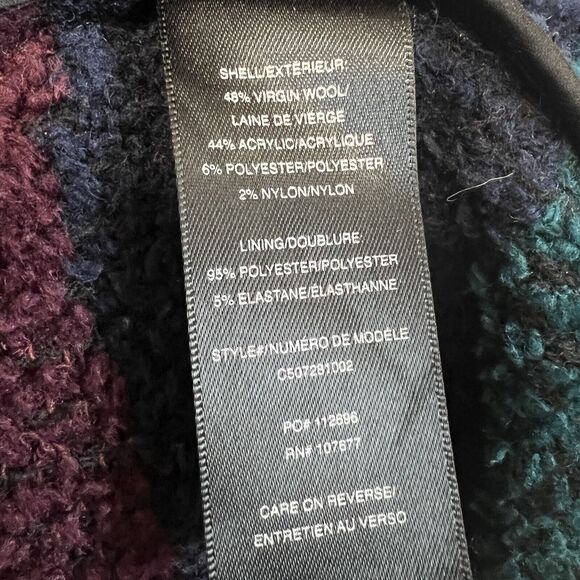 SHELL/EXTÉRIEUR:
48% VIRGIN WOOL/
LAINE DE VIERGE
44% ACRYLIC/ACRYLIQUE
6% POLYESTER/POLYESTER
2% NYLON/NYLON
LINING/DOUBLURE:
95% POLYESTER/POLYESTER
5% ELASTANE/ÉLASTHANNE
STYLE#/NUMÉRO DE MODÈLE
C507281D02
PO# 112896
RN# 107677
CARE ON REVERSE/
ENTRETIEN AU VERSO